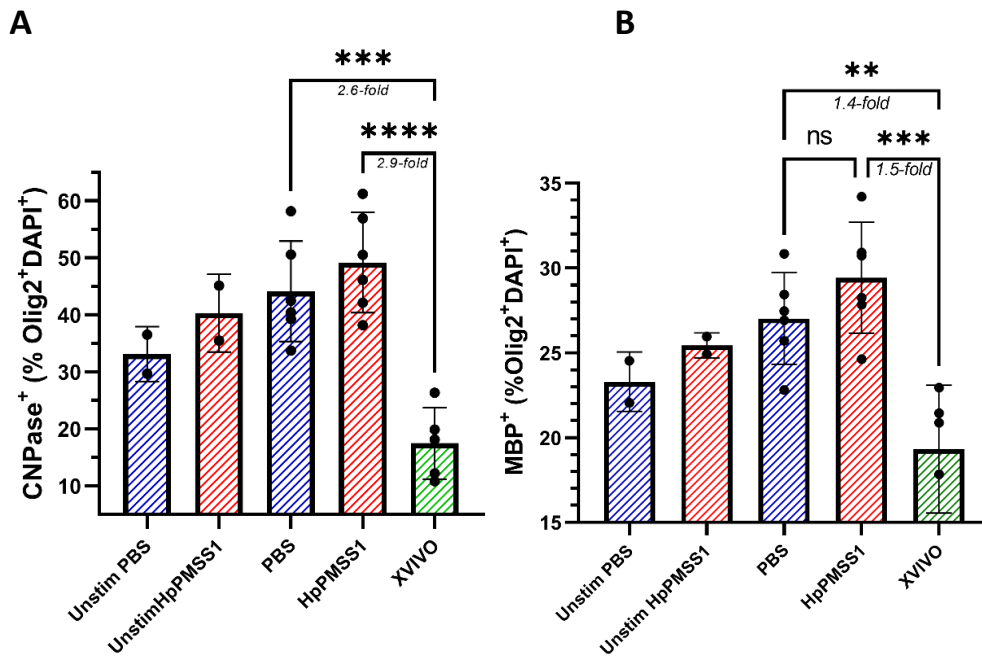 A
***
2.6-fold
****
2.9-fold
CNPase⁺ (% Olig2⁺DAPI⁺)
60
50
40
30
20
10
Unstim PBS
UnstimHpPMSS1
PBS
HpPMSS1
XVIVO
B
**
1.4-fold
ns
***
1.5-fold
MBP⁺ (%Olig2⁺DAPI⁺)
35
30
25
20
15
Unstim PBS
Unstim HpPMSS1
PBS
HpPMSS1
XVIVO